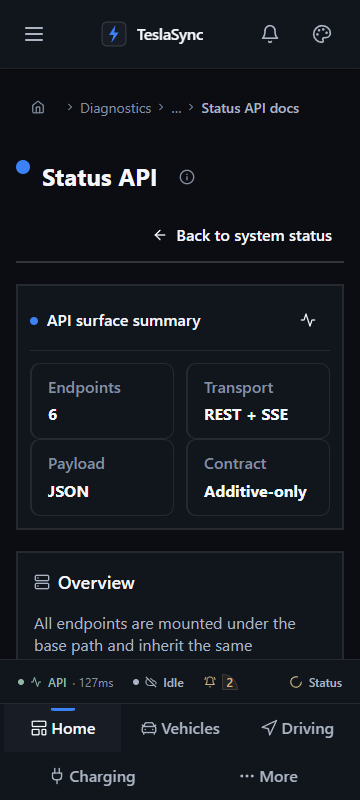 TeslaSync
Diagnostics ... Status API docs
Status API
Back to system status
API surface summary
Endpoints
6
Transport
REST + SSE
Payload
JSON
Contract
Additive-only
Overview
All endpoints are mounted under the
base path and inherit the same
API · 127ms Idle 2 Status
Home Vehicles Driving
Charging More